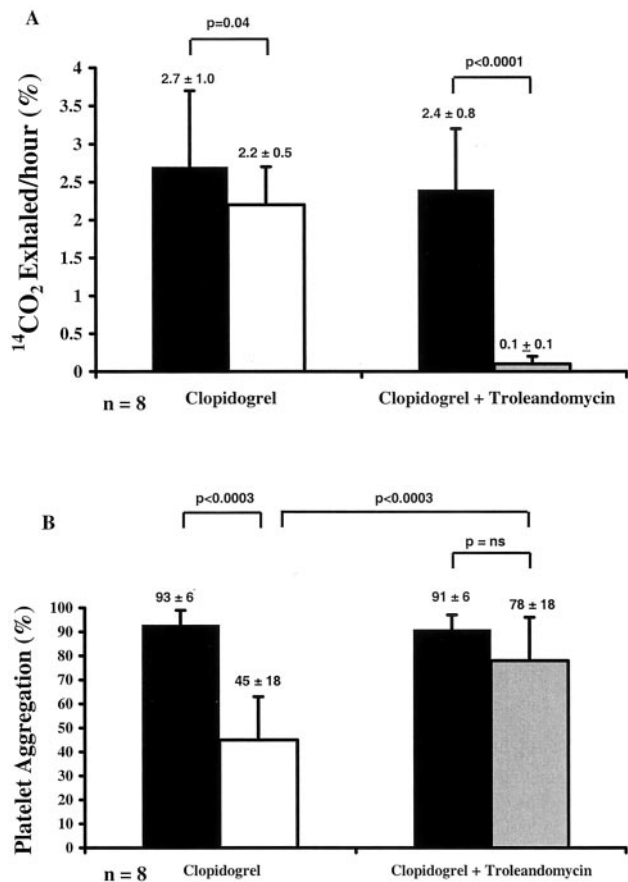 A
p=0.04
p<0.0001
¹⁴CO₂ Exhaled/hour (%)
4
3.5
3
2.5
2
1.5
1
0.5
0
2.7 ± 1.0
2.2 ± 0.5
2.4 ± 0.8
0.1 ± 0.1
n = 8
Clopidogrel
Clopidogrel + Troleandomycin
B
p<0.0003
p<0.0003
p = ns
Platelet Aggregation (%)
100
90
80
70
60
50
40
30
20
10
0
93 ± 6
45 ± 18
91 ± 6
78 ± 18
n = 8
Clopidogrel
Clopidogrel + Troleandomycin